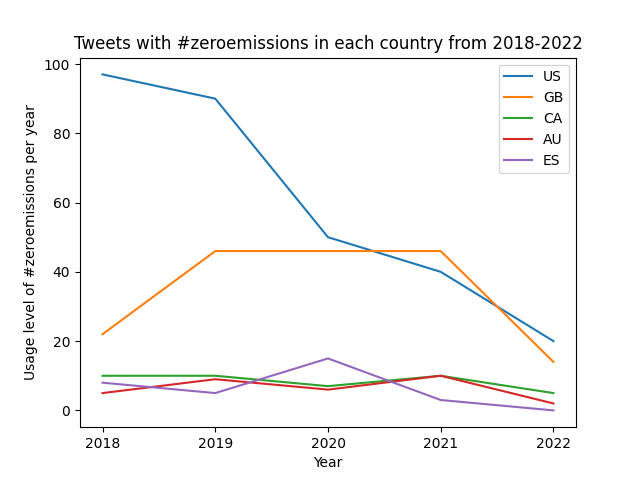 Tweets with #zeroemissions in each country from 2018-2022
Usage level of #zeroemissions per year
100
80
60
40
20
0
US
GB
CA
AU
ES
2018 2019 2020 2021 2022
Year